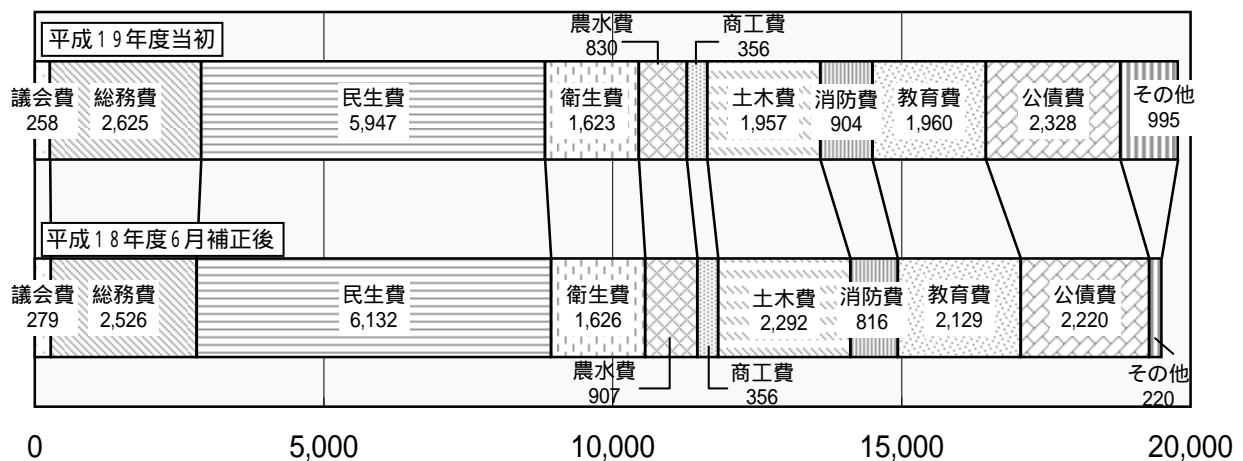 農水費 商工費
830 356
平成19年度当初
議会費 総務費 民生費 衛生費 土木費 消防費 教育費 公債費 その他
258 2,625 5,947 1,623 1,957 904 1,960 2,328 995
平成18年度6月補正後
議会費 総務費 民生費 衛生費 土木費 消防費 教育費 公債費
279 2,526 6,132 1,626 2,292 816 2,129 2,220
農水費 商工費 その他
907 356 220
0 5,000 10,000 15,000 20,000